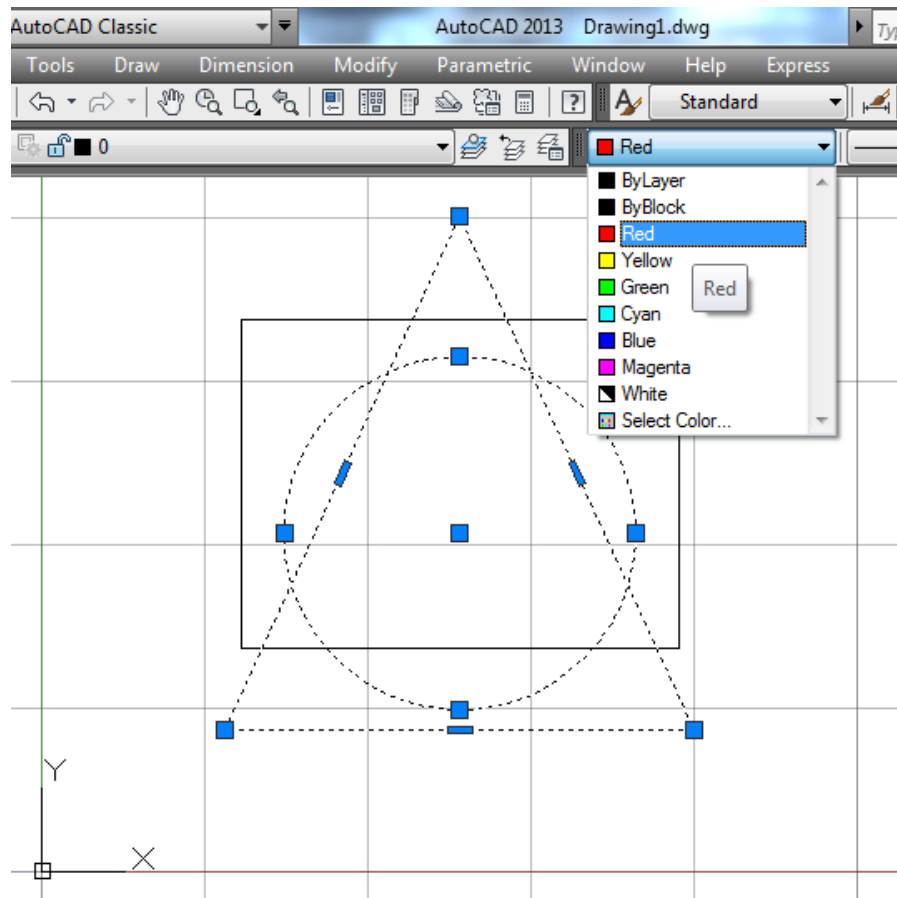 AutoCAD Classic AutoCAD 2013 Drawing1.dwg Typ
Tools Draw Dimension Modify Parametric Window Help Express
Standard
0 Red
ByLayer
ByBlock
Red
Yellow
Green Red
Cyan
Blue
Magenta
White
Select Color...
Y
X